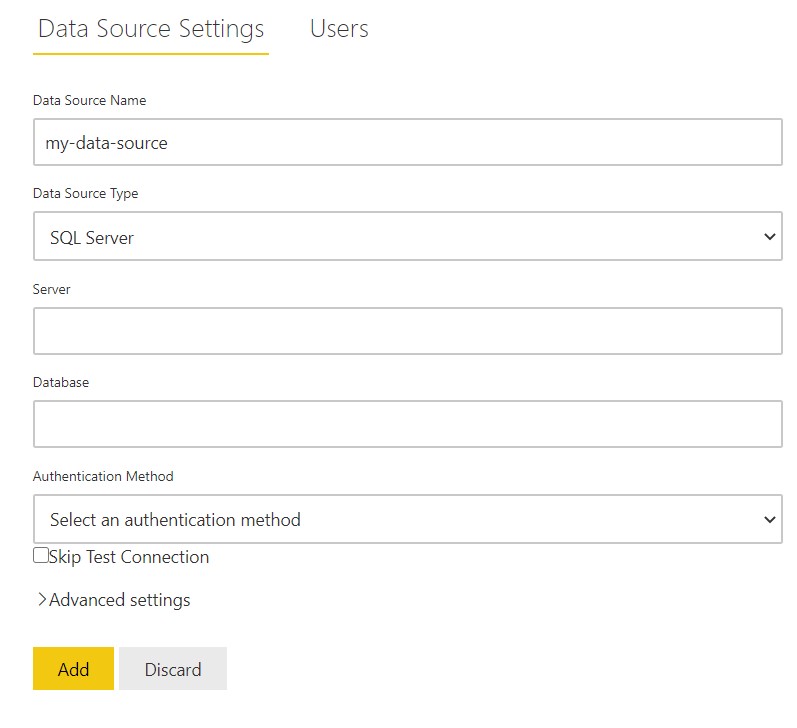 Data Source Settings Users
Data Source Name
my-data-source
Data Source Type
SQL Server
Server
Database
Authentication Method
Select an authentication method
Skip Test Connection
Advanced settings
Add Discard